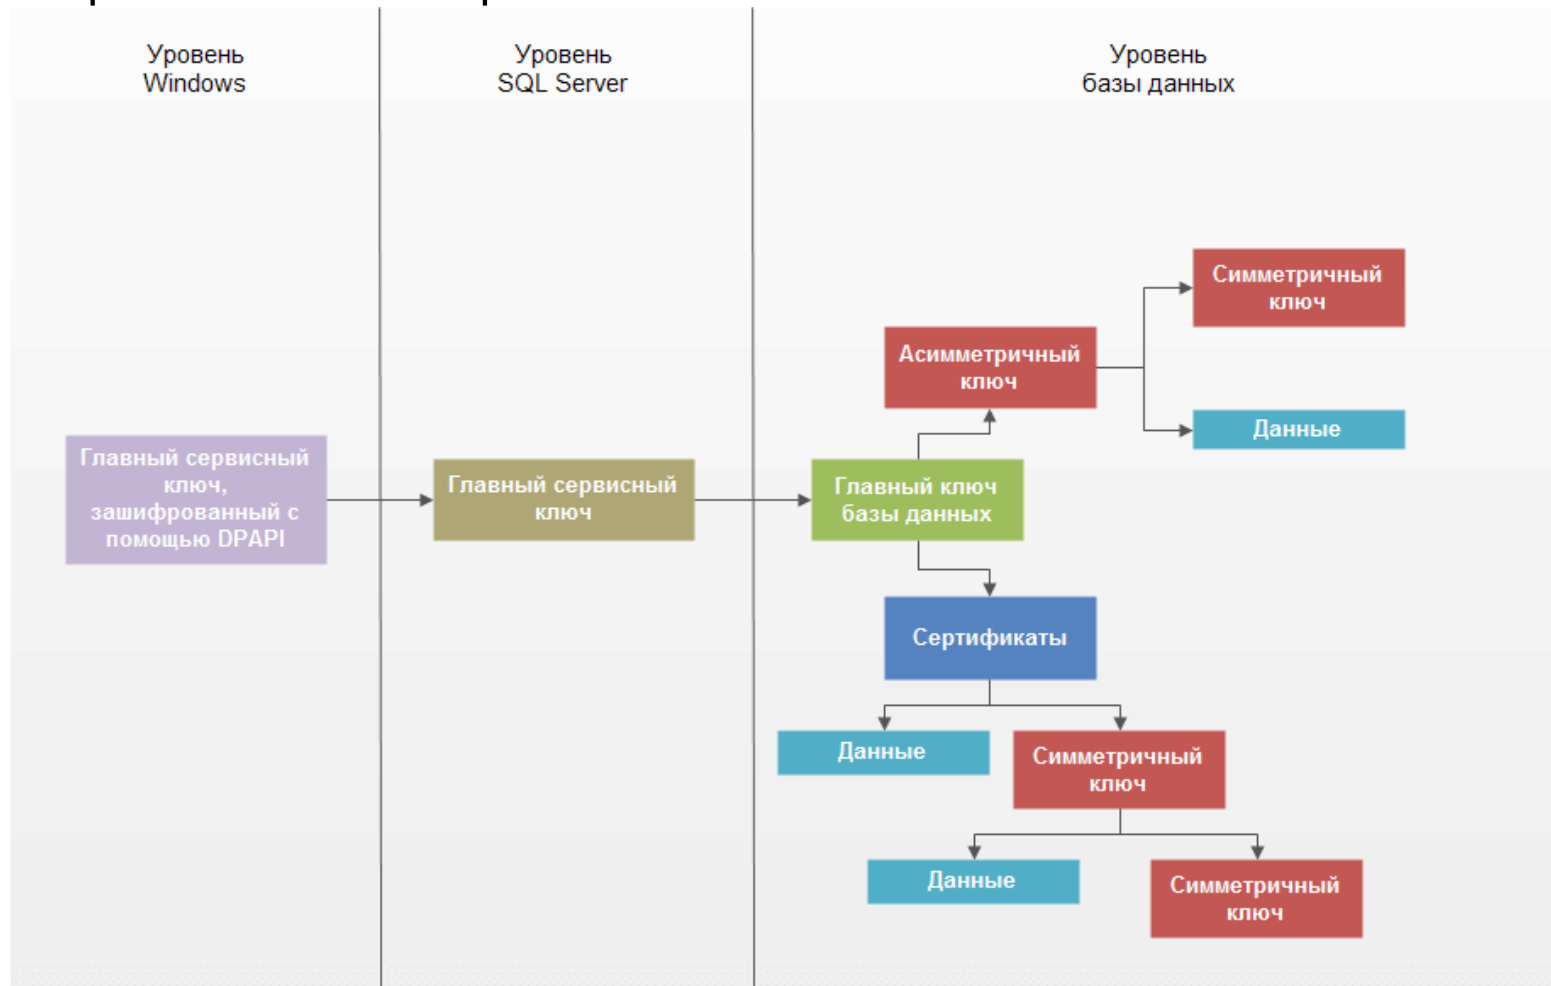 Уровень
Windows
Уровень
SQL Server
Уровень
базы данных
Симметричный
ключ
Асимметричный
ключ
Данные
Главный сервисный
ключ,
зашифрованный с
помощью DPAPI
Главный сервисный
ключ
Главный ключ
базы данных
Сертификаты
Данные
Симметричный
ключ
Данные
Симметричный
ключ